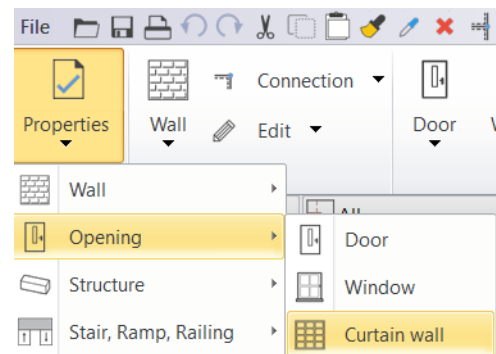 File
Properties Wall Connection Edit Door
Wall
Opening
Structure
Stair, Ramp, Railing
All
Door
Window
Curtain wall